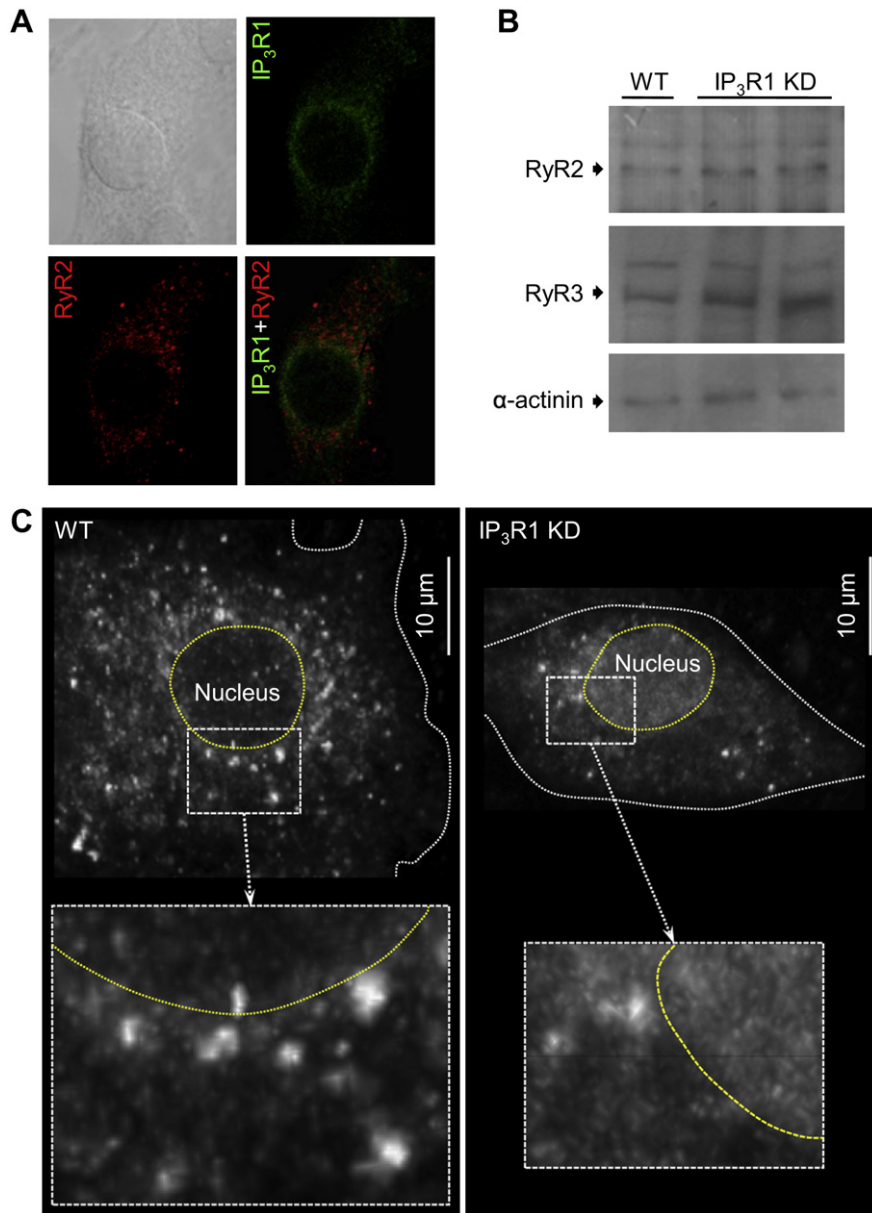 A
IP₃R1
RyR2
IP₃R1+RyR2
B
WT
IP₃R1 KD
RyR2
RyR3
α-actinin
C
WT
10 µm
Nucleus
IP₃R1 KD
10 µm
Nucleus